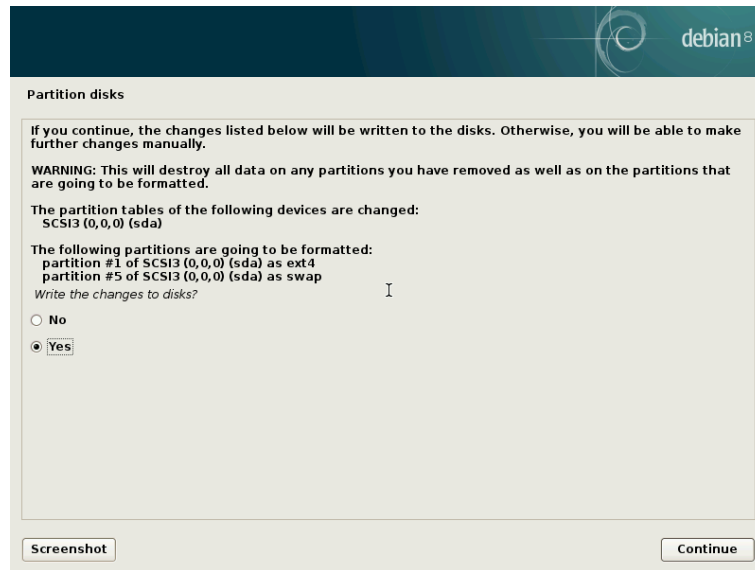 debian 8
Partition disks
If you continue, the changes listed below will be written to the disks. Otherwise, you will be able to make
further changes manually.
WARNING: This will destroy all data on any partitions you have removed as well as on the partitions that
are going to be formatted.
The partition tables of the following devices are changed:
SCSI3 (0,0,0) (sda)
The following partitions are going to be formatted:
partition #1 of SCSI3 (0,0,0) (sda) as ext4
partition #5 of SCSI3 (0,0,0) (sda) as swap
Write the changes to disks?
No
Yes
Screenshot
Continue